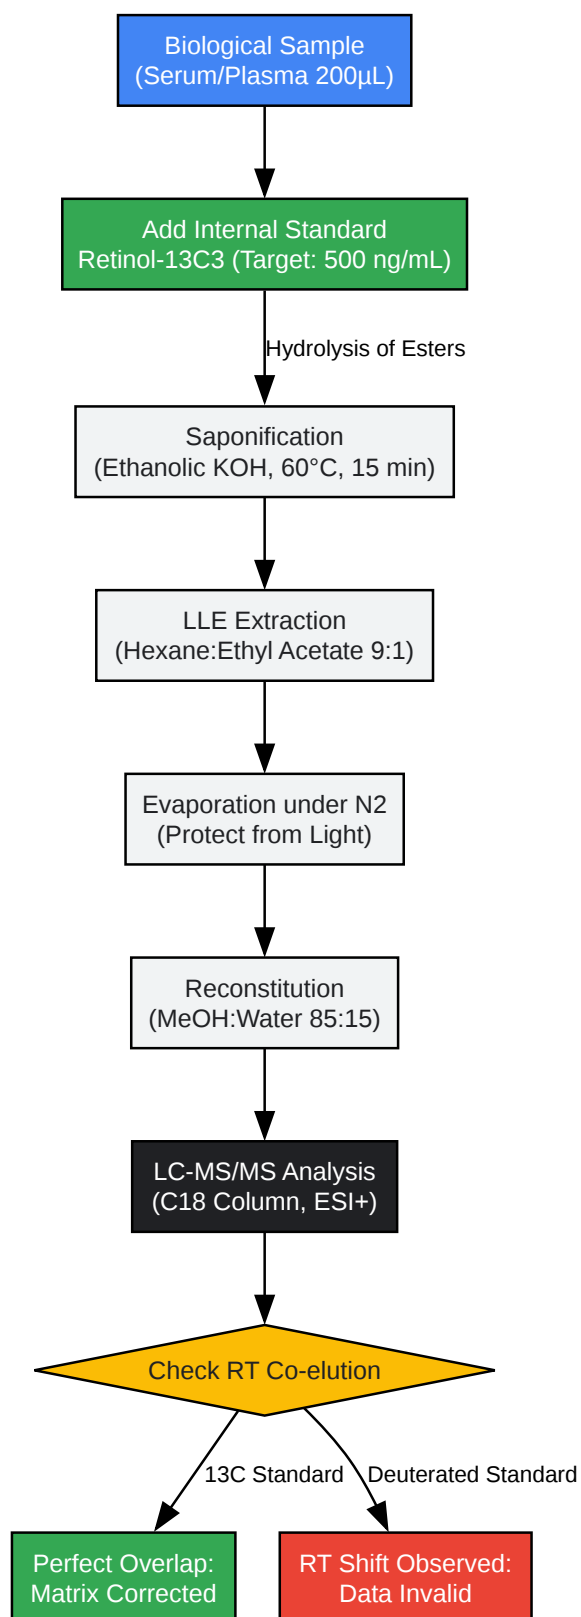 Biological Sample
(Serum/Plasma 200µL)
Add Internal Standard
Retinol-13C3 (Target: 500 ng/mL)
Hydrolysis of Esters
Saponification
(Ethanolic KOH, 60°C, 15 min)
LLE Extraction
(Hexane:Ethyl Acetate 9:1)
Evaporation under N2
(Protect from Light)
Reconstitution
(MeOH:Water 85:15)
LC-MS/MS Analysis
(C18 Column, ESI+)
Check RT Co-elution
13C Standard
Deuterated Standard
Perfect Overlap:
Matrix Corrected
RT Shift Observed:
Data Invalid